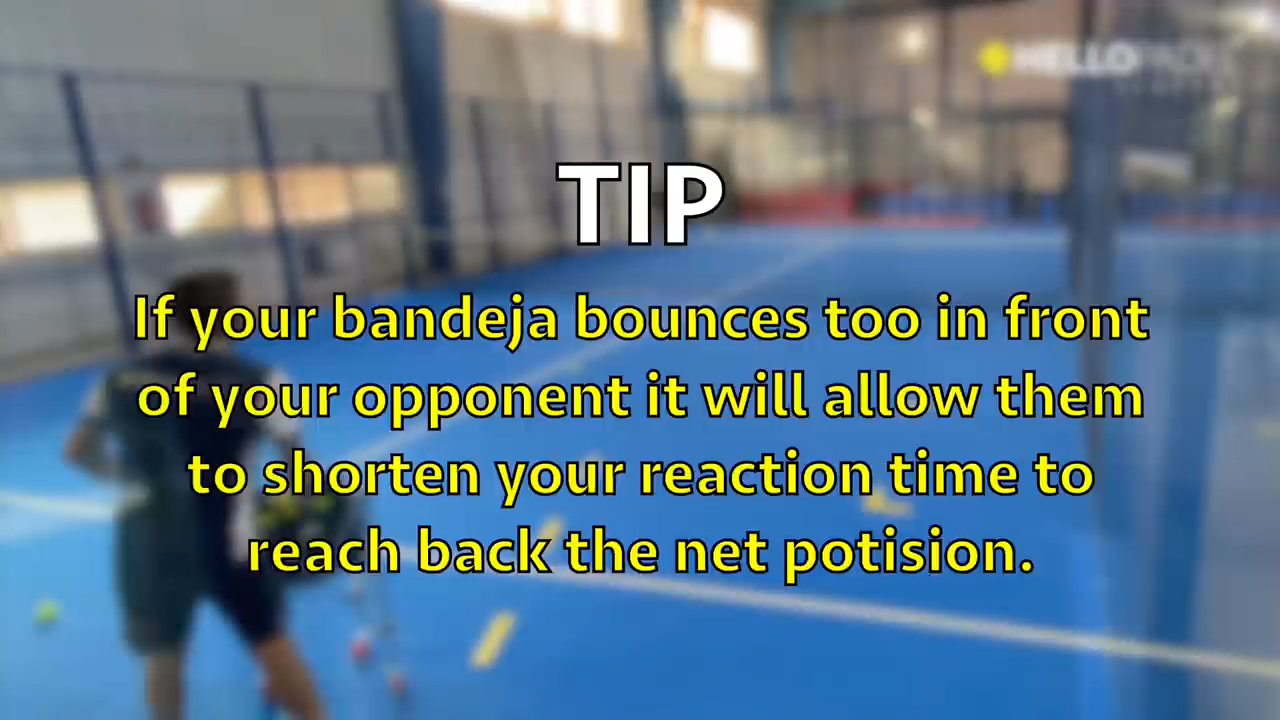 HELLOPADEL
TIP
If your bandeja bounces too in front
of your opponent it will allow them
to shorten your reaction time to
reach back the net potision.